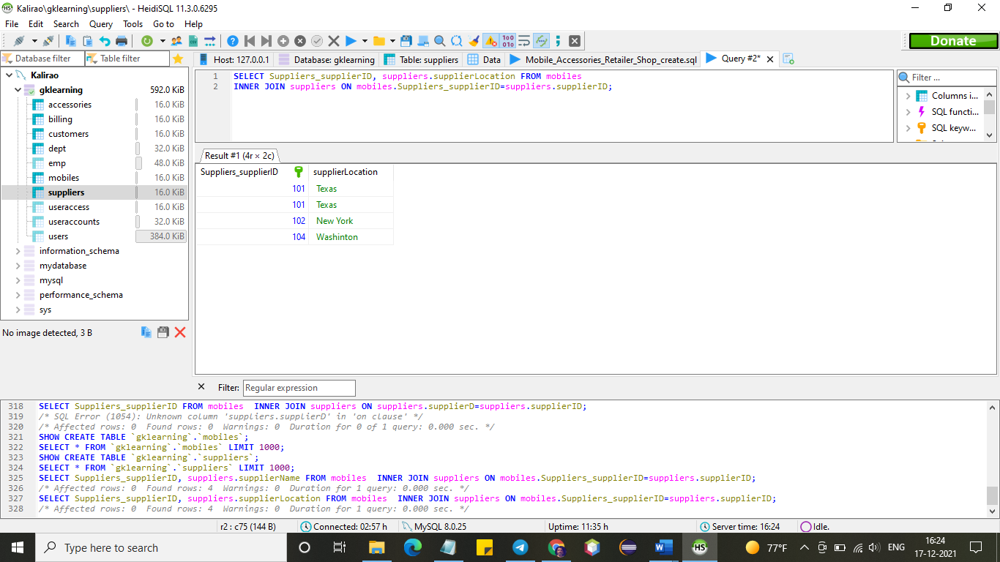 Kalirao\gklearning\suppliers\ - HeidiSQL 11.3.0.6295
File Edit Search Query Tools Go to Help
Donate
Database filter Table filter
Host: 127.0.0.1 Database: gklearning Table: suppliers Data Mobile_Accessories_Retailer_Shop_create.sql Query #2*
Kalirao
gklearning 592.0 KiB
accessories 16.0 KiB
billing 16.0 KiB
customers 16.0 KiB
dept 32.0 KiB
emp 48.0 KiB
mobiles 16.0 KiB
suppliers 16.0 KiB
useraccess 16.0 KiB
useraccounts 32.0 KiB
users 384.0 KiB
information_schema
mydatabase
mysql
performance_schema
sys
No image detected, 3 B
1 SELECT Suppliers_supplierID, suppliers.supplierLocation FROM mobiles
2 INNER JOIN suppliers ON mobiles.Suppliers_supplierID=suppliers.supplierID;
Filter ...
Columns i...
SQL functi...
SQL keyw...
Result #1 (4r × 2c)
Suppliers_supplierID supplierLocation
101 Texas
101 Texas
102 New York
104 Washinton
Filter: Regular expression
318 SELECT Suppliers_supplierID FROM mobiles  INNER JOIN suppliers ON suppliers.supplierD=suppliers.supplierID;
319 /* SQL Error (1054): Unknown column 'suppliers.supplierD' in 'on clause' */
320 /* Affected rows: 0  Found rows: 0  Warnings: 0  Duration for 0 of 1 query: 0.000 sec. */
321 SHOW CREATE TABLE `gklearning`.`mobiles`;
322 SELECT * FROM `gklearning`.`mobiles` LIMIT 1000;
323 SHOW CREATE TABLE `gklearning`.`suppliers`;
324 SELECT * FROM `gklearning`.`suppliers` LIMIT 1000;
325 SELECT Suppliers_supplierID, suppliers.supplierName FROM mobiles  INNER JOIN suppliers ON mobiles.Suppliers_supplierID=suppliers.supplierID;
326 /* Affected rows: 0  Found rows: 4  Warnings: 0  Duration for 1 query: 0.000 sec. */
327 SELECT Suppliers_supplierID, suppliers.supplierLocation FROM mobiles  INNER JOIN suppliers ON mobiles.Suppliers_supplierID=suppliers.supplierID;
328 /* Affected rows: 0  Found rows: 4  Warnings: 0  Duration for 1 query: 0.000 sec. */
r2 : c75 (144 B) Connected: 02:57 h MySQL 8.0.25 Uptime: 11:35 h Server time: 16:24 Idle.
Type here to search
77°F ENG 16:24
17-12-2021